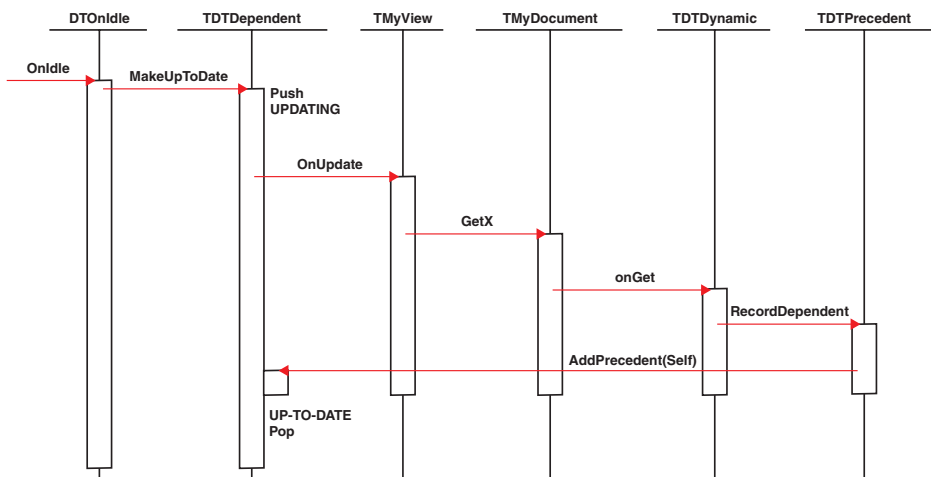 DTOnIdle
TDTDependent
TMyView
TMyDocument
TDTDynamic
TDTPrecedent
OnIdle
MakeUpToDate
Push
UPDATING
OnUpdate
GetX
onGet
RecordDependent
AddPrecedent(Self)
UP-TO-DATE
Pop